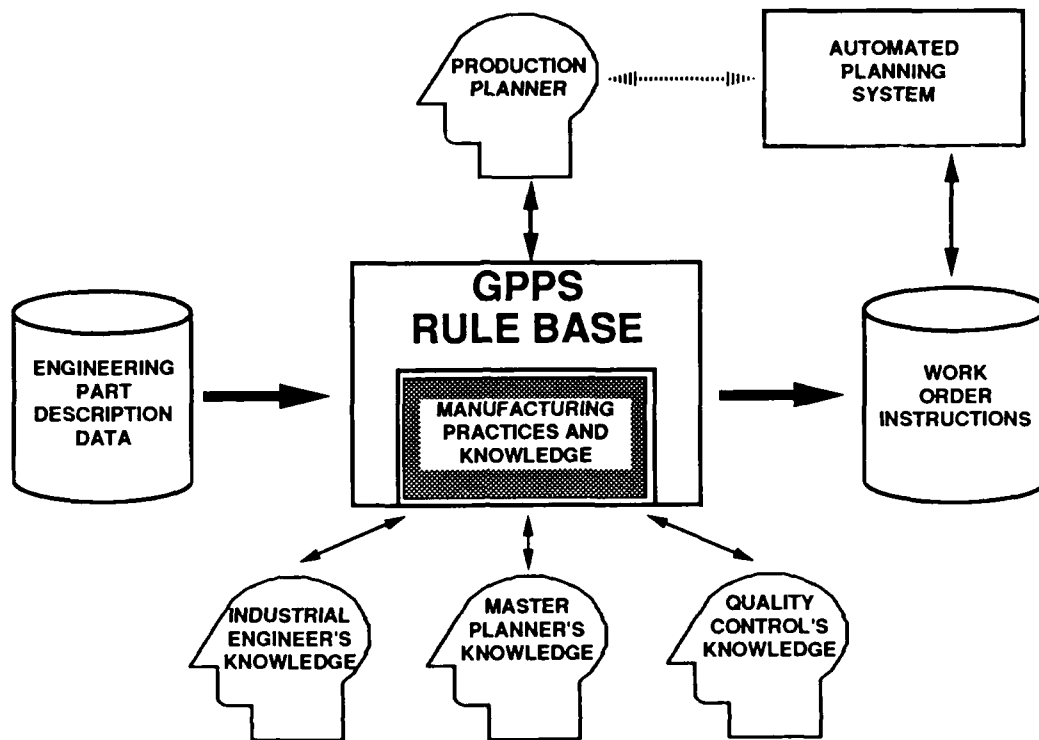 PRODUCTION
PLANNER
AUTOMATED
PLANNING
SYSTEM
GPPS
RULE BASE
ENGINEERING
PART
DESCRIPTION
DATA
MANUFACTURING
PRACTICES AND
KNOWLEDGE
WORK
ORDER
INSTRUCTIONS
INDUSTRIAL
ENGINEER'S
KNOWLEDGE
MASTER
PLANNER'S
KNOWLEDGE
QUALITY
CONTROL'S
KNOWLEDGE